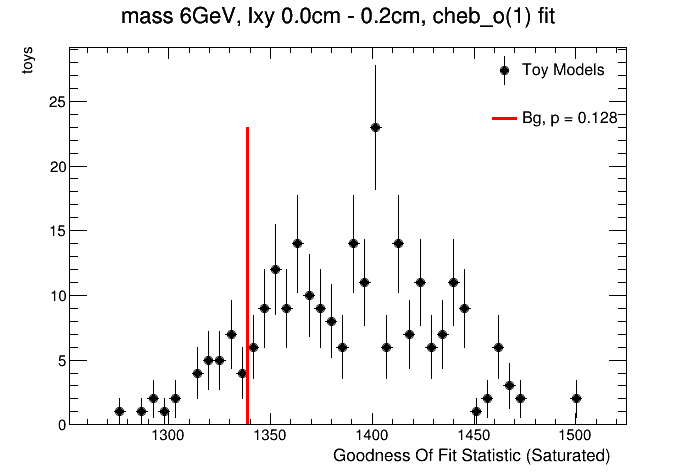 mass 6GeV, lxy 0.0cm - 0.2cm, cheb_o(1) fit
toys
Toy Models
Bg, p = 0.128
25
20
15
10
5
0
1300 1350 1400 1450 1500
Goodness Of Fit Statistic (Saturated)